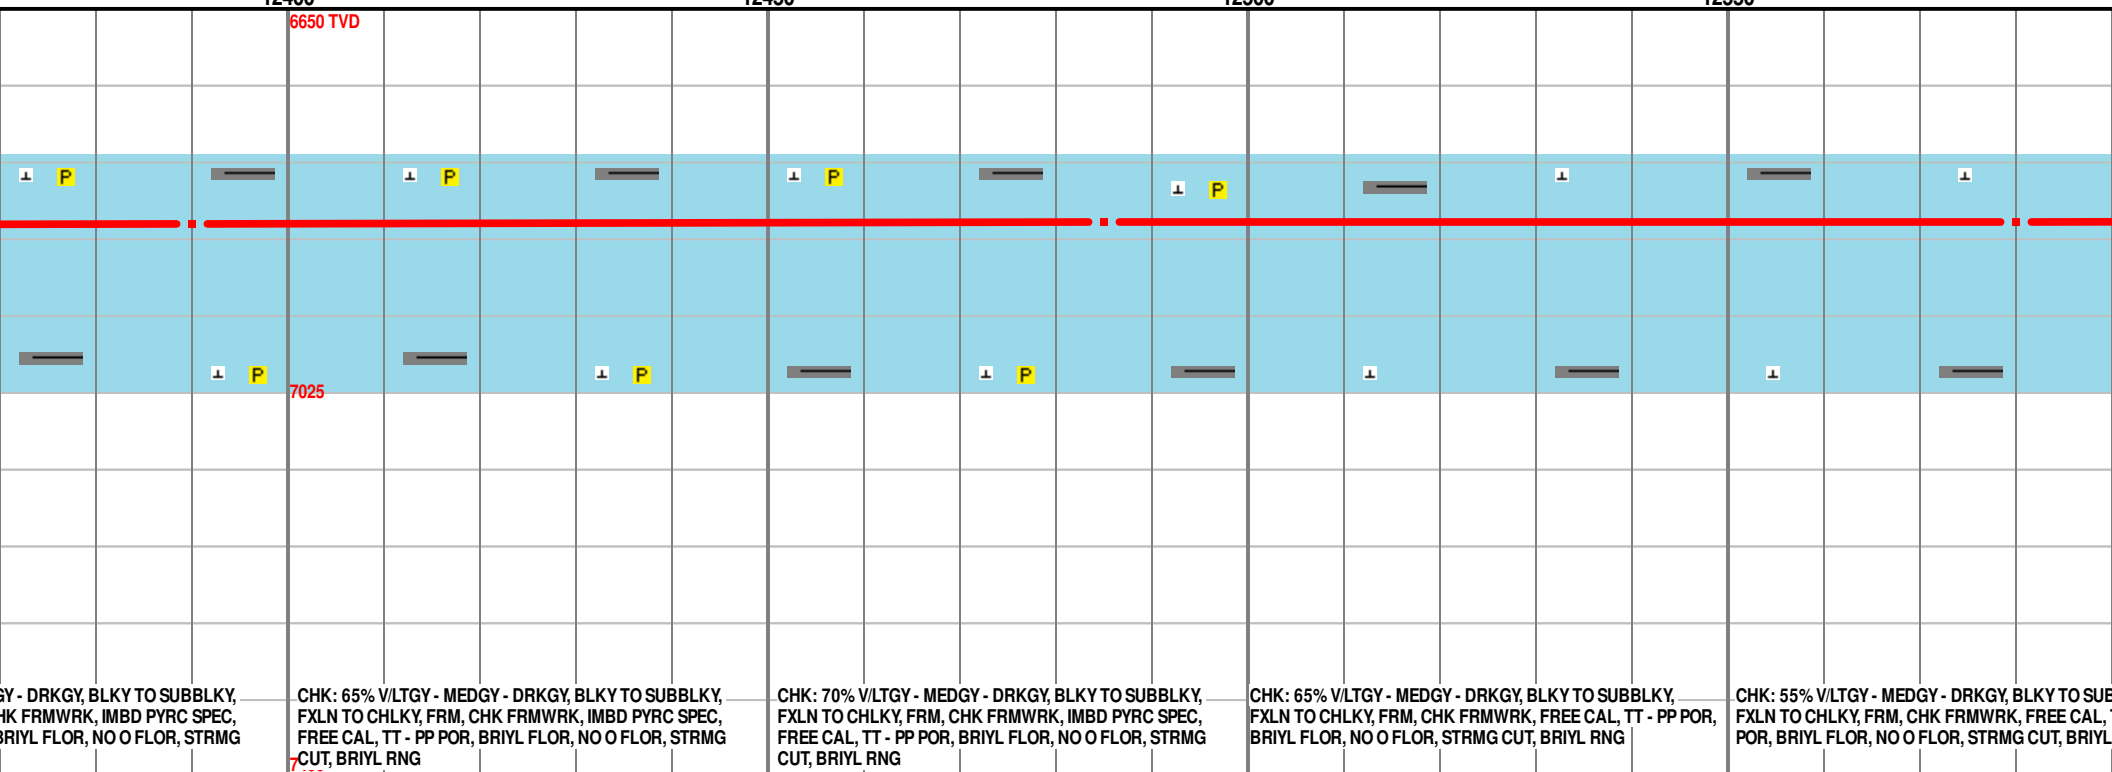 12400 12450 12500 12550
6650 TVD
P P P P
P P P
7025
GY - DRKGY, BLKY TO SUBBLKY,
HK FRMWRK, IMBD PYRC SPEC,
BRIYL FLOR, NO O FLOR, STRMG
CHK: 65% V/LTGY - MEDGY - DRKGY, BLKY TO SUBBLKY,
FXLN TO CHLKY, FRM, CHK FRMWRK, IMBD PYRC SPEC,
FREE CAL, TT - PP POR, BRIYL FLOR, NO O FLOR, STRMG
CUT, BRIYL RNG
CHK: 70% V/LTGY - MEDGY - DRKGY, BLKY TO SUBBLKY,
FXLN TO CHLKY, FRM, CHK FRMWRK, IMBD PYRC SPEC,
FREE CAL, TT - PP POR, BRIYL FLOR, NO O FLOR, STRMG
CUT, BRIYL RNG
CHK: 65% V/LTGY - MEDGY - DRKGY, BLKY TO SUBBLKY,
FXLN TO CHLKY, FRM, CHK FRMWRK, FREE CAL, TT - PP POR,
BRIYL FLOR, NO O FLOR, STRMG CUT, BRIYL RNG
CHK: 55% V/LTGY - MEDGY - DRKGY, BLKY TO SUB
FXLN TO CHLKY, FRM, CHK FRMWRK, FREE CAL,
POR, BRIYL FLOR, NO O FLOR, STRMG CUT, BRIYL